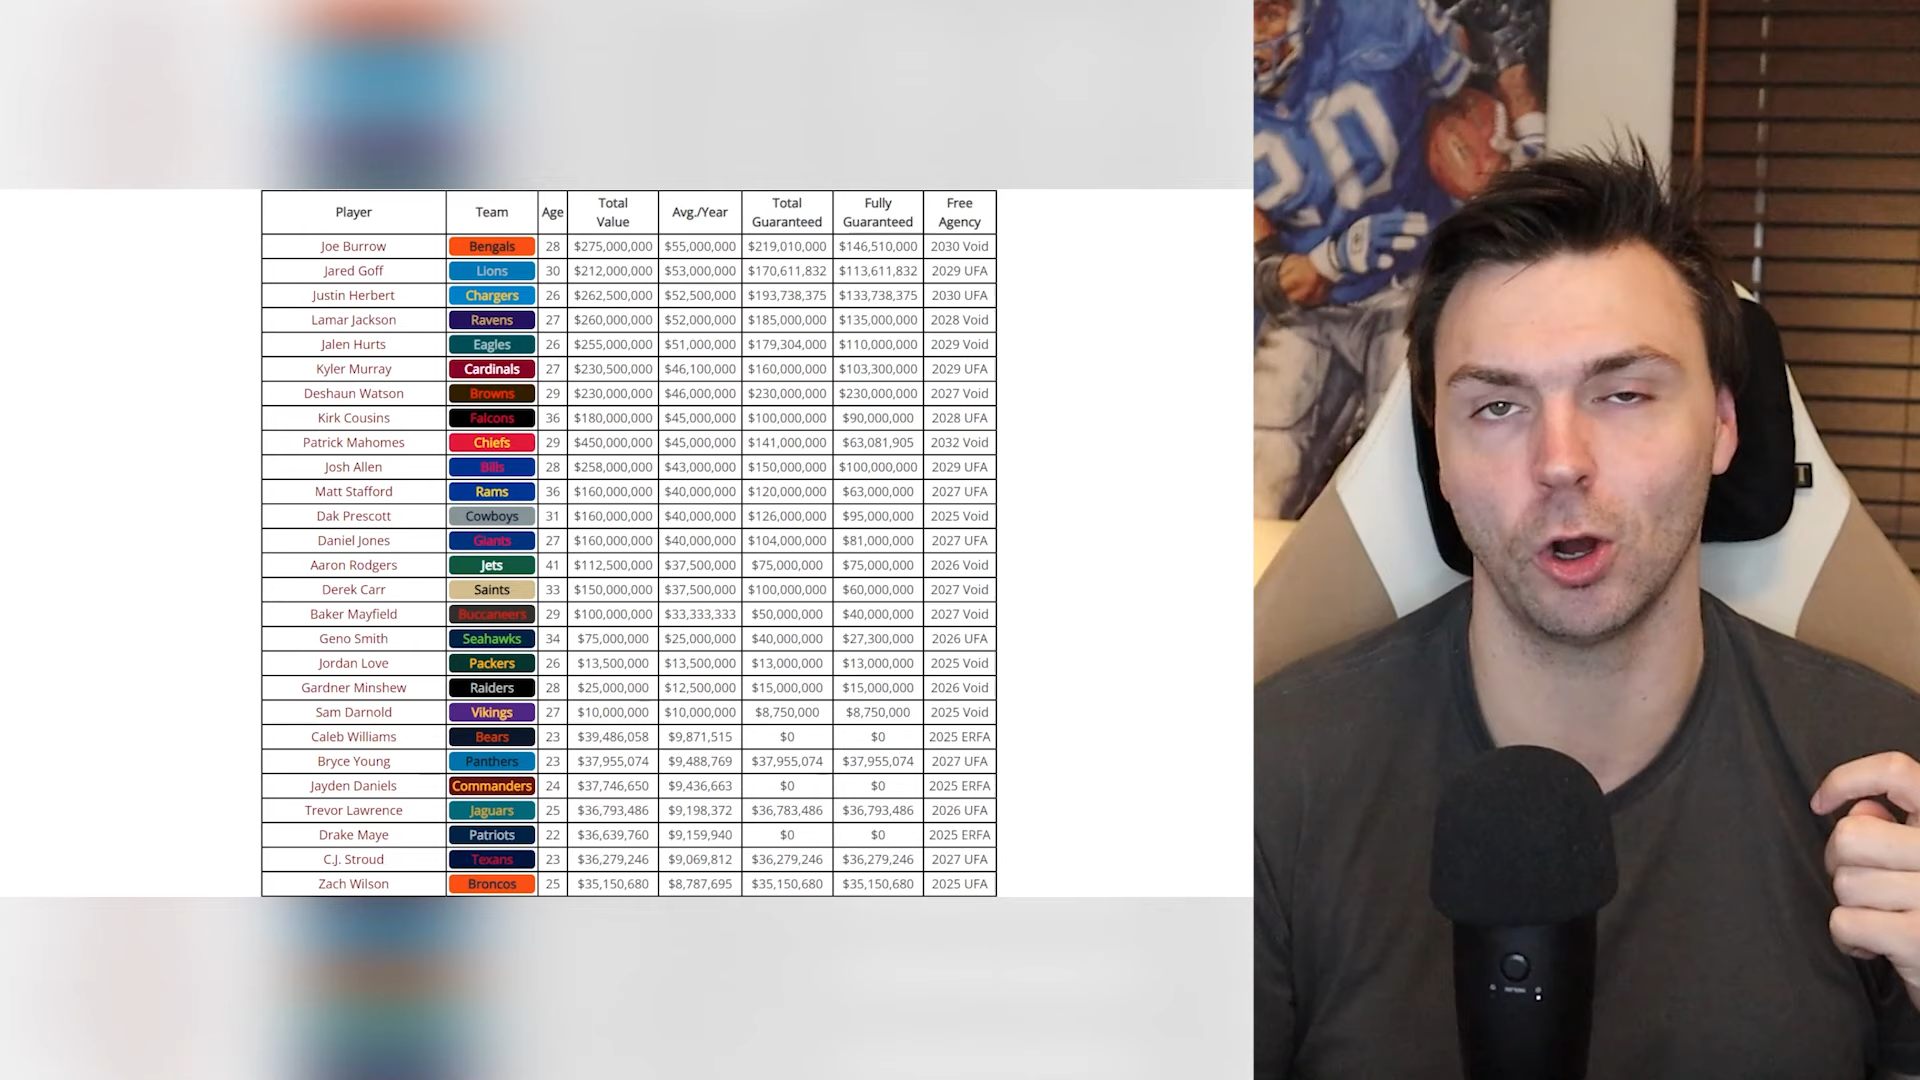 Player Team Age Total Value Avg./Year Total Guaranteed Fully Guaranteed Free Agency
Joe Burrow Bengals 28 $275,000,000 $55,000,000 $219,010,000 $146,510,000 2030 Void
Jared Goff Lions 30 $212,000,000 $53,000,000 $170,611,832 $113,611,832 2029 UFA
Justin Herbert Chargers 26 $262,500,000 $52,500,000 $193,738,375 $133,738,375 2030 UFA
Lamar Jackson Ravens 27 $260,000,000 $52,000,000 $185,000,000 $135,000,000 2028 Void
Jalen Hurts Eagles 26 $255,000,000 $51,000,000 $179,304,000 $110,000,000 2029 Void
Kyler Murray Cardinals 27 $230,500,000 $46,100,000 $160,000,000 $103,300,000 2029 UFA
Deshaun Watson Browns 29 $230,000,000 $46,000,000 $230,000,000 $230,000,000 2027 Void
Kirk Cousins Falcons 36 $180,000,000 $45,000,000 $100,000,000 $90,000,000 2028 UFA
Patrick Mahomes Chiefs 29 $450,000,000 $45,000,000 $141,000,000 $63,081,905 2032 Void
Josh Allen Bills 28 $258,000,000 $43,000,000 $150,000,000 $100,000,000 2029 UFA
Matt Stafford Rams 36 $160,000,000 $40,000,000 $120,000,000 $63,000,000 2027 UFA
Dak Prescott Cowboys 31 $160,000,000 $40,000,000 $126,000,000 $95,000,000 2025 Void
Daniel Jones Giants 27 $160,000,000 $40,000,000 $104,000,000 $81,000,000 2027 UFA
Aaron Rodgers Jets 41 $112,500,000 $37,500,000 $75,000,000 $75,000,000 2026 Void
Derek Carr Saints 33 $150,000,000 $37,500,000 $100,000,000 $60,000,000 2027 Void
Baker Mayfield Buccaneers 29 $100,000,000 $33,333,333 $50,000,000 $40,000,000 2027 Void
Geno Smith Seahawks 34 $75,000,000 $25,000,000 $40,000,000 $27,300,000 2026 UFA
Jordan Love Packers 26 $13,500,000 $13,500,000 $13,000,000 $13,000,000 2025 Void
Gardner Minshew Raiders 28 $25,000,000 $12,500,000 $15,000,000 $15,000,000 2026 Void
Sam Darnold Vikings 27 $10,000,000 $10,000,000 $8,750,000 $8,750,000 2025 Void
Caleb Williams Bears 23 $39,486,058 $9,871,515 $0 $0 2025 ERFA
Bryce Young Panthers 23 $37,955,074 $9,488,769 $37,955,074 $37,955,074 2027 UFA
Jayden Daniels Commanders 24 $37,746,650 $9,436,663 $0 $0 2025 ERFA
Trevor Lawrence Jaguars 25 $36,793,486 $9,198,372 $36,783,486 $36,793,486 2026 UFA
Drake Maye Patriots 22 $36,639,760 $9,159,940 $0 $0 2025 ERFA
C.J. Stroud Texans 23 $36,279,246 $9,069,812 $36,279,246 $36,279,246 2027 UFA
Zach Wilson Broncos 25 $35,150,680 $8,787,695 $35,150,680 $35,150,680 2025 UFA